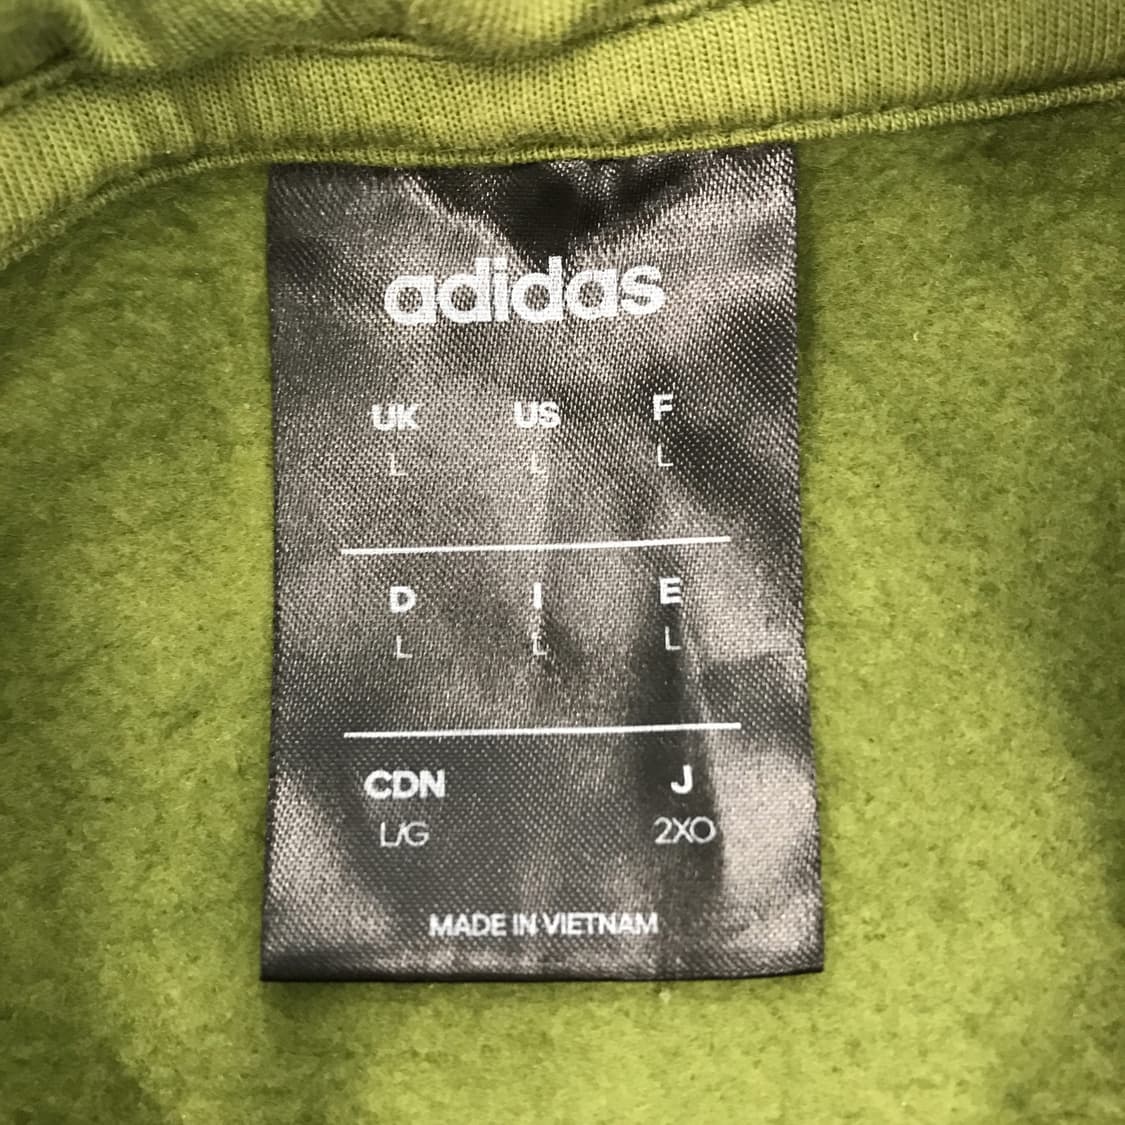 adidas
UK US F
L L L
D I E
L L L
CDN J
L/G 2XO
MADE IN VIETNAM